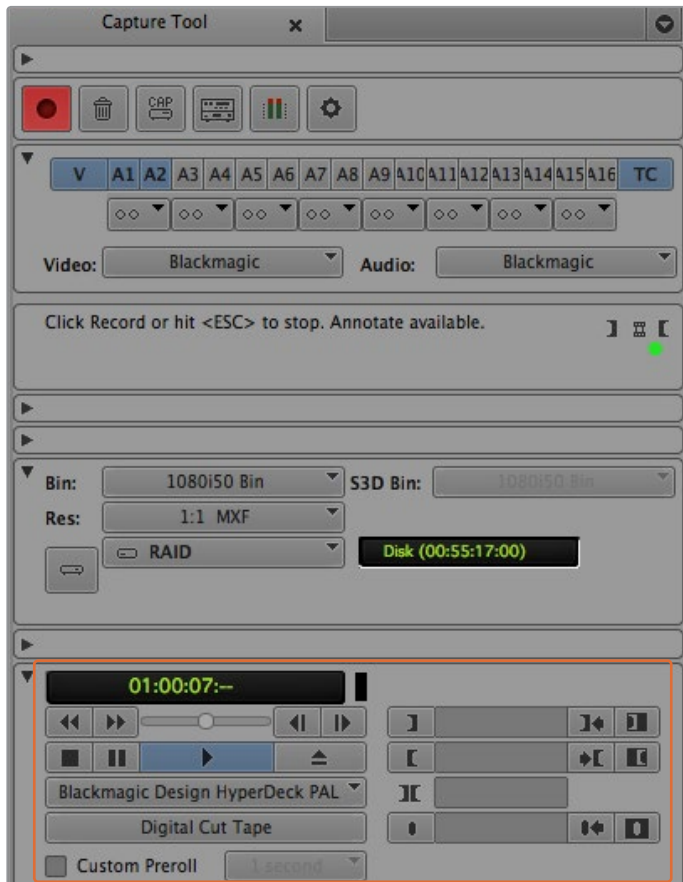 Capture Tool x
CAP
V A1 A2 A3 A4 A5 A6 A7 A8 A9 A10 A11 A12 A13 A14 A15 A16 TC
Video: Blackmagic Audio: Blackmagic
Click Record or hit <ESC> to stop. Annotate available.
Bin: 1080i50 Bin S3D Bin: 1080i50 Bin
Res: 1:1 MXF
RAID Disk (00:55:17:00)
01:00:07:--
Blackmagic Design HyperDeck PAL
Digital Cut Tape
Custom Preroll 1 second